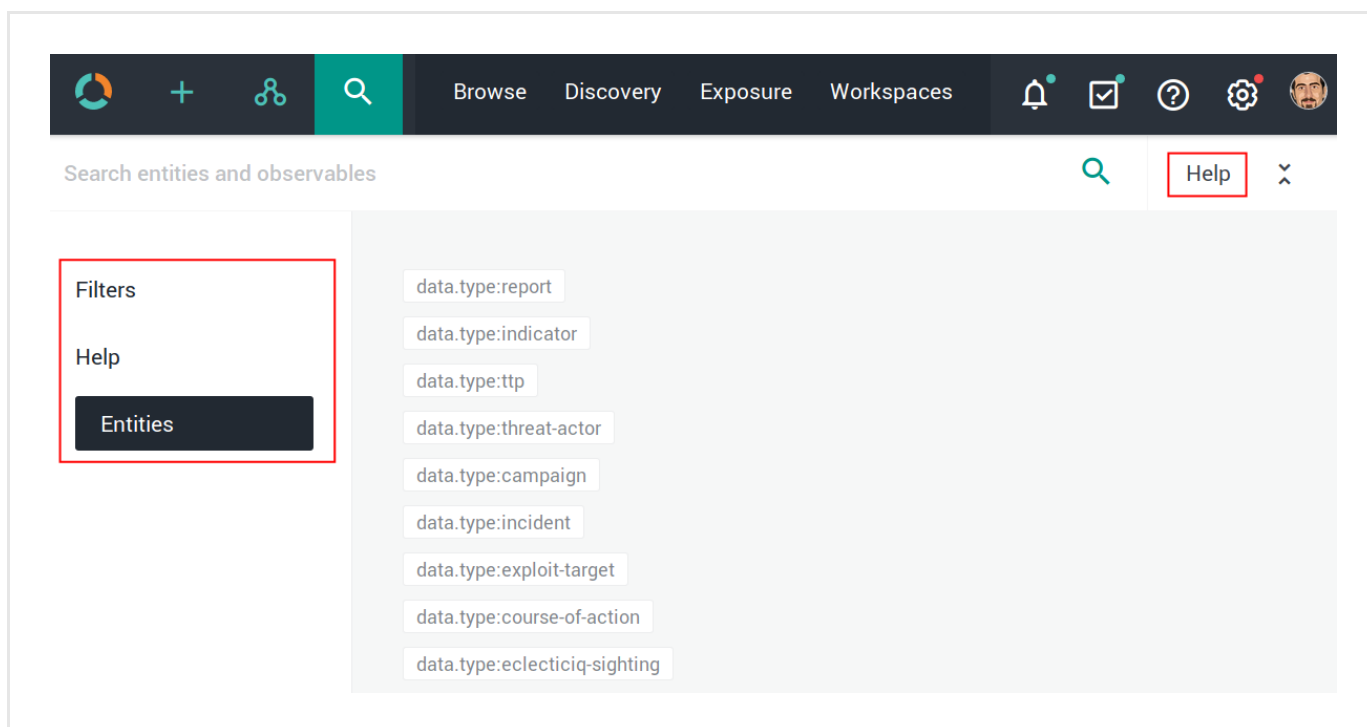 Browse Discovery Exposure Workspaces
Search entities and observables
Help
Filters
Help
Entities
data.type:report
data.type:indicator
data.type:ttp
data.type:threat-actor
data.type:campaign
data.type:incident
data.type:exploit-target
data.type:course-of-action
data.type:eclecticiq-sighting